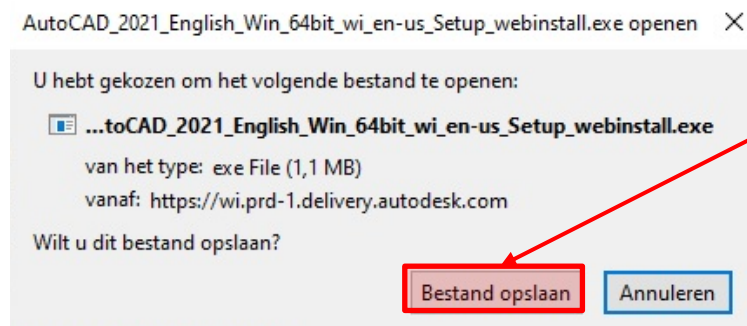 AutoCAD_2021_English_Win_64bit_wi_en-us_Setup_webinstall.exe openen
U hebt gekozen om het volgende bestand te openen:
...toCAD_2021_English_Win_64bit_wi_en-us_Setup_webinstall.exe
van het type: exe File (1,1 MB)
vanaf: https://wi.prd-1.delivery.autodesk.com
Wilt u dit bestand opslaan?
Bestand opslaan Annuleren